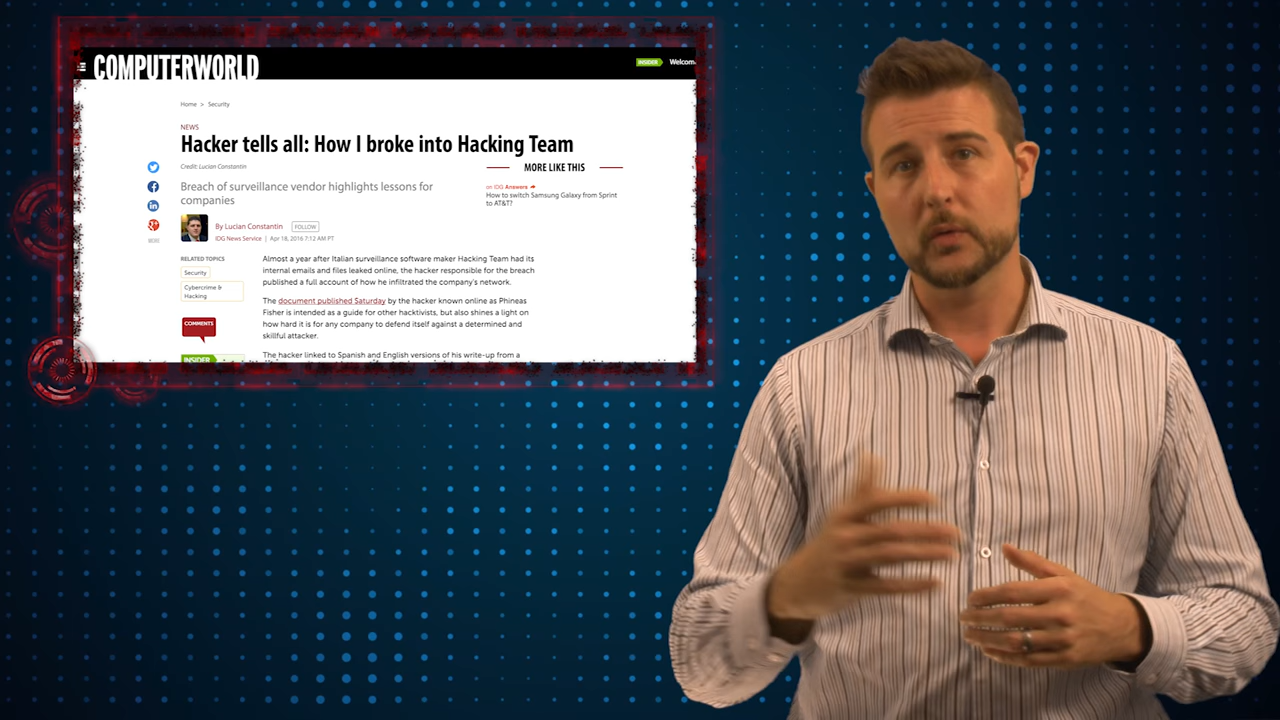 COMPUTERWORLD
INSIDER
Welcom
Home > Security
NEWS
Hacker tells all: How I broke into Hacking Team
Credit: Lucian Constantin
MORE LIKE THIS
Breach of surveillance vendor highlights lessons for
companies
on IDG Answers
How to switch Samsung Galaxy from Sprint
to AT&T?
By Lucian Constantin
FOLLOW
IDG News Service | Apr 18, 2016 7:12 AM PT
MORE
RELATED TOPICS
Security
Cybercrime &
Hacking
COMMENTS
INSIDER
Almost a year after Italian surveillance software maker Hacking Team had its
internal emails and files leaked online, the hacker responsible for the breach
published a full account of how he infiltrated the company's network.
The document published Saturday by the hacker known online as Phineas
Fisher is intended as a guide for other hacktivists, but also shines a light on
how hard it is for any company to defend itself against a determined and
skillful attacker.
The hacker linked to Spanish and English versions of his write-up from a